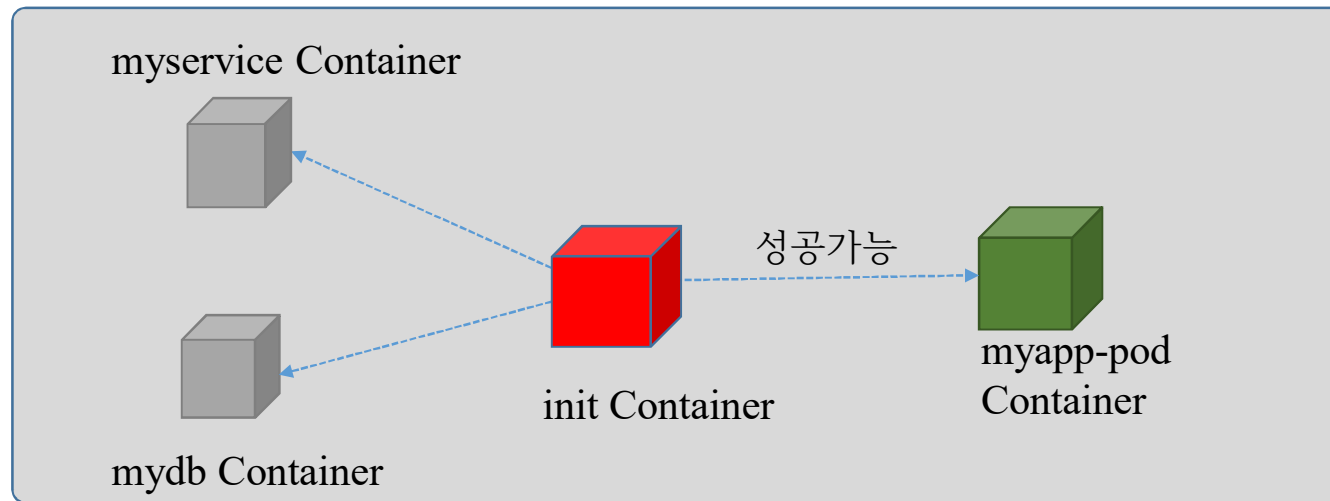 myservice Container
성공가능
myapp-pod
Container
init Container
mydb Container